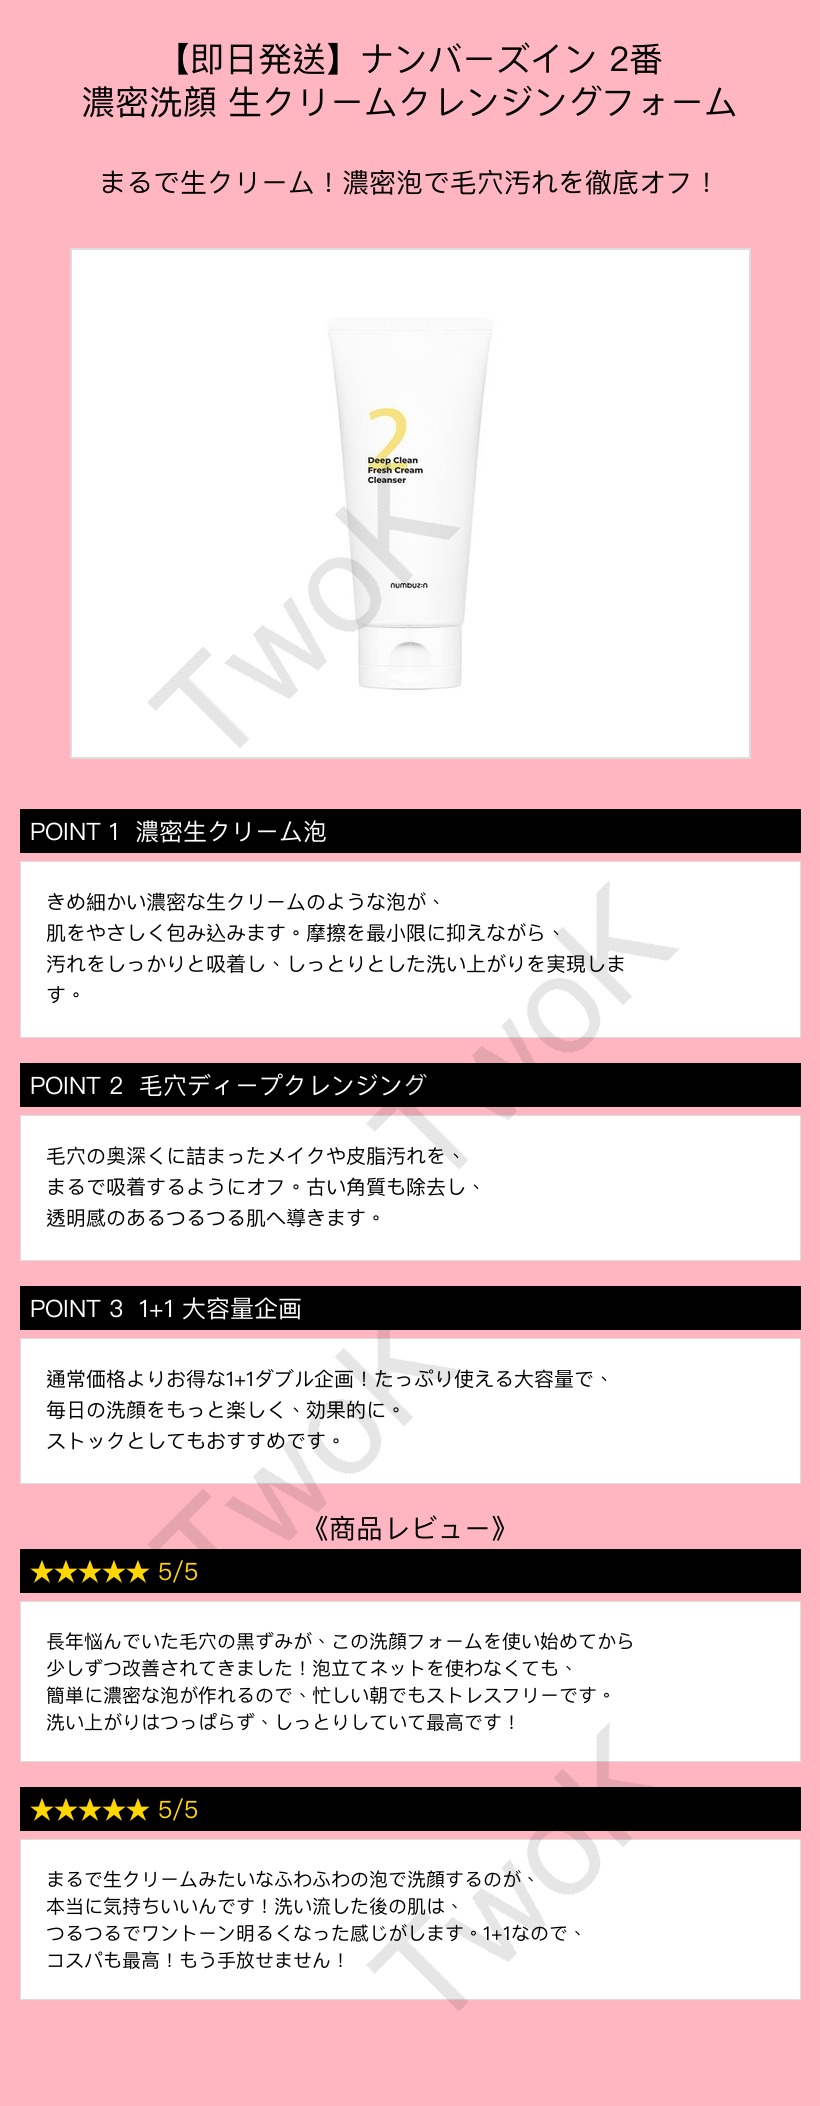 【即日発送】ナンバーズイン 2番
濃密洗顔 生クリームクレンジングフォーム
まるで生クリーム！濃密泡で毛穴汚れを徹底オフ！
2
Deep Clean
Fresh Cream
Cleanser
numbuz:n
TwoK
POINT 1 濃密生クリーム泡
きめ細かい濃密な生クリームのような泡が、
肌をやさしく包み込みます。摩擦を最小限に抑えながら、
汚れをしっかりと吸着し、しっとりとした洗い上がりを実現しま
す。
TwoK
POINT 2 毛穴ディープクレンジング
毛穴の奥深くに詰まったメイクや皮脂汚れを、
まるで吸着するようにオフ。古い角質も除去し、
透明感のあるつるつる肌へ導きます。
POINT 3 1+1 大容量企画
通常価格よりお得な1+1ダブル企画！たっぷり使える大容量で、
毎日の洗顔をもっと楽しく、効果的に。
ストックとしてもおすすめです。
TwoK
《商品レビュー》
★★★★★ 5/5
長年悩んでいた毛穴の黒ずみが、この洗顔フォームを使い始めてから
少しずつ改善されてきました！泡立てネットを使わなくても、
簡単に濃密な泡が作れるので、忙しい朝でもストレスフリーです。
洗い上がりはつっぱらず、しっとりしていて最高です！
★★★★★ 5/5
まるで生クリームみたいなふわふわの泡で洗顔するのが、
本当に気持ちいいんです！洗い流した後の肌は、
つるつるでワントーン明るくなった感じがします。1+1なので、
コスパも最高！もう手放せません！
TwoK